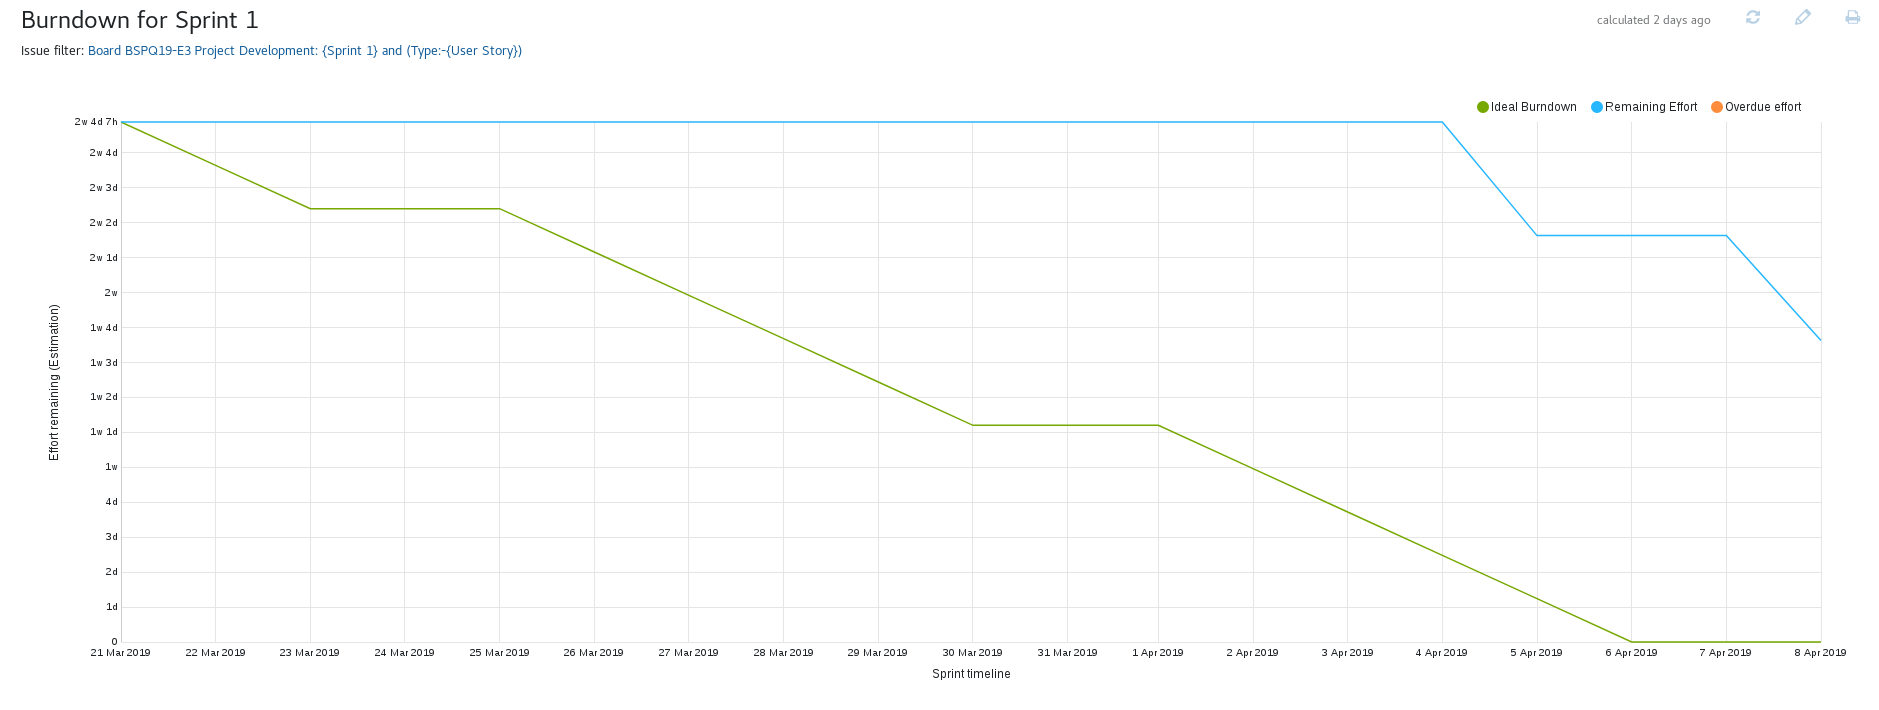 Burndown for Sprint 1
calculated 2 days ago
Issue filter: Board BSPQ19-E3 Project Development: {Sprint 1} and (Type:-{User Story})
Ideal Burndown Remaining Effort Overdue effort
2w 4d 7h
2w 4d
2w 3d
2w 2d
2w 1d
2w
1w 4d
1w 3d
1w 2d
1w 1d
1w
4d
3d
2d
1d
0
Effort remaining (Estimation)
21 Mar 2019 22 Mar 2019 23 Mar 2019 24 Mar 2019 25 Mar 2019 26 Mar 2019 27 Mar 2019 28 Mar 2019 29 Mar 2019 30 Mar 2019 31 Mar 2019 1 Apr 2019 2 Apr 2019 3 Apr 2019 4 Apr 2019 5 Apr 2019 6 Apr 2019 7 Apr 2019 8 Apr 2019
Sprint timeline